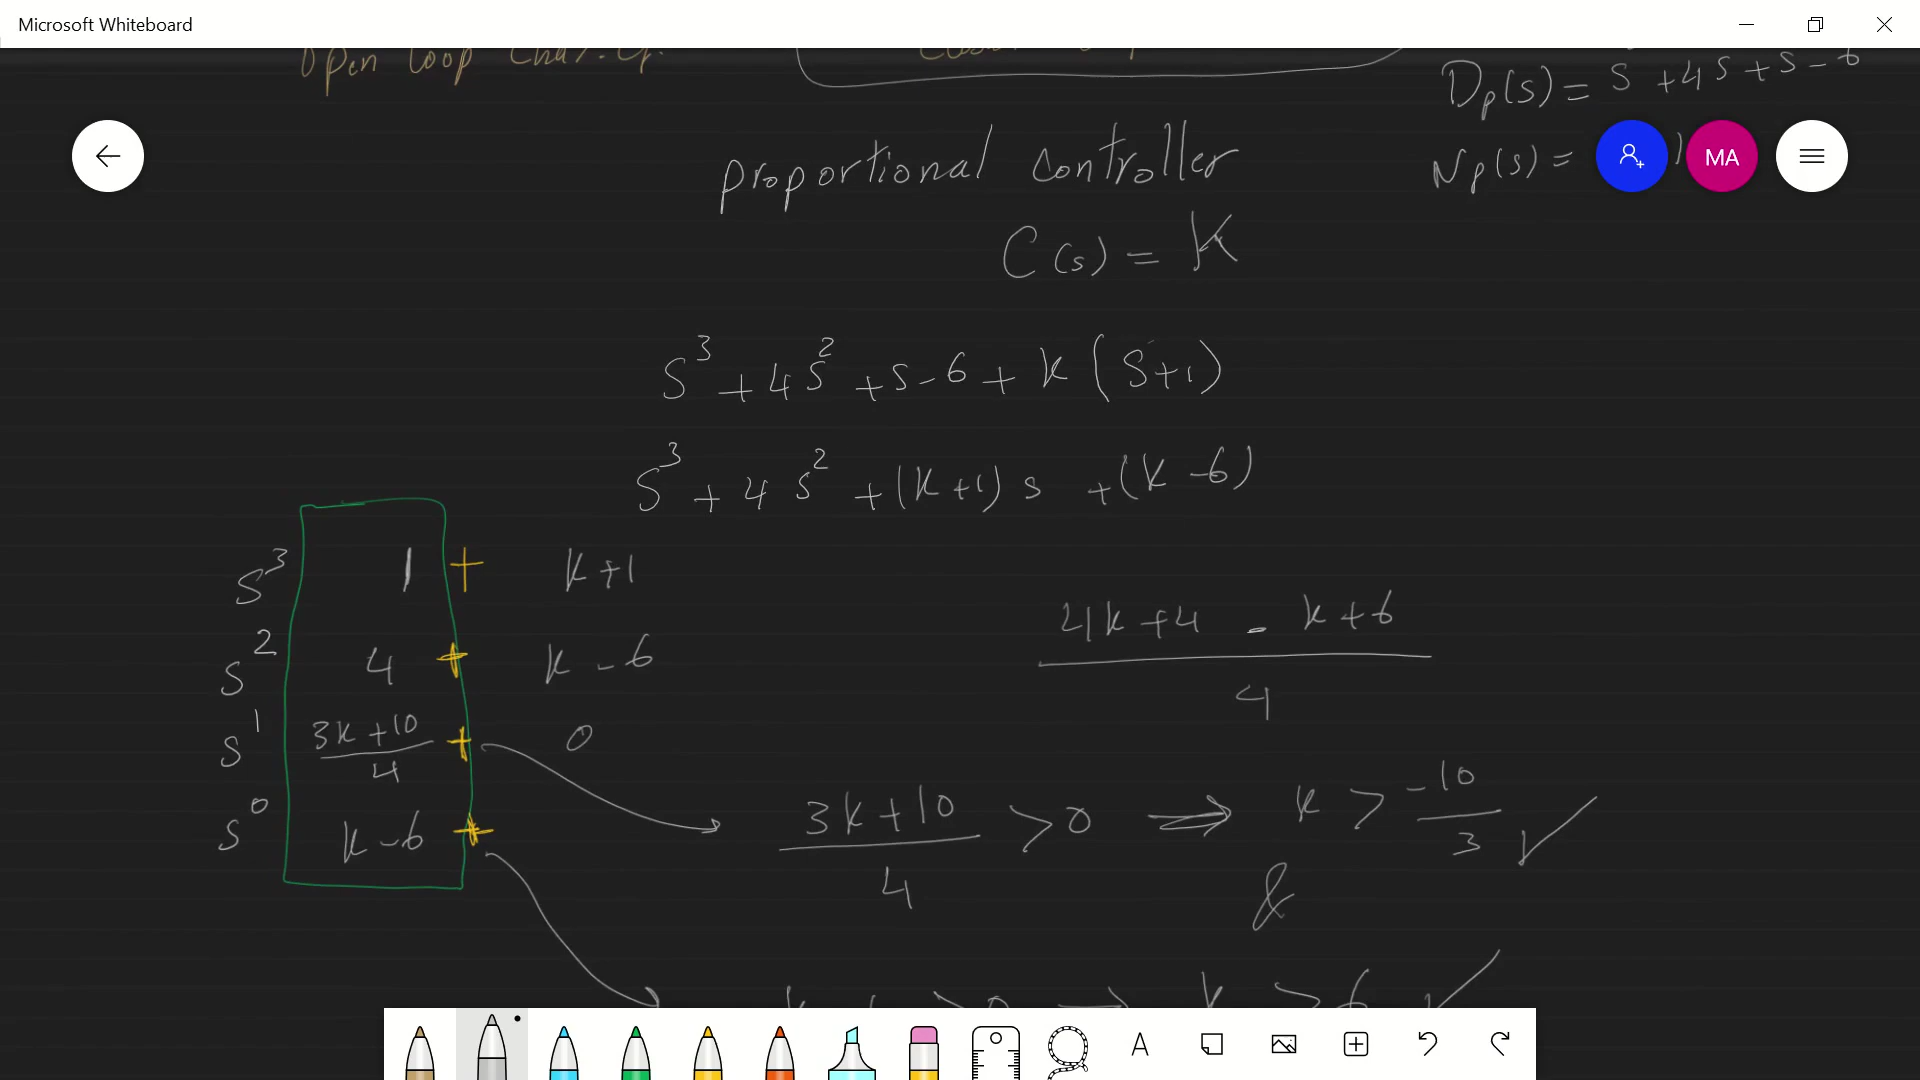 Microsoft Whiteboard
Open loop Char. Eq.
Dp(s) = s + 4s + s - 6
proportional controller
Np(s) =
MA
C(s) = K
s³ + 4s² + s - 6 + k (s+1)
s³ + 4s² + (k+1) s + (k - 6)
s³ 1 + k+1
s² 4 + k - 6
4k + 4 - k + 6 / 4
s¹ 3k + 10 / 4 + 0
s⁰ k - 6 +
3k + 10 / 4 > 0 ⇒ k > -10 / 3 ✓
&
k > 6 ✓
A